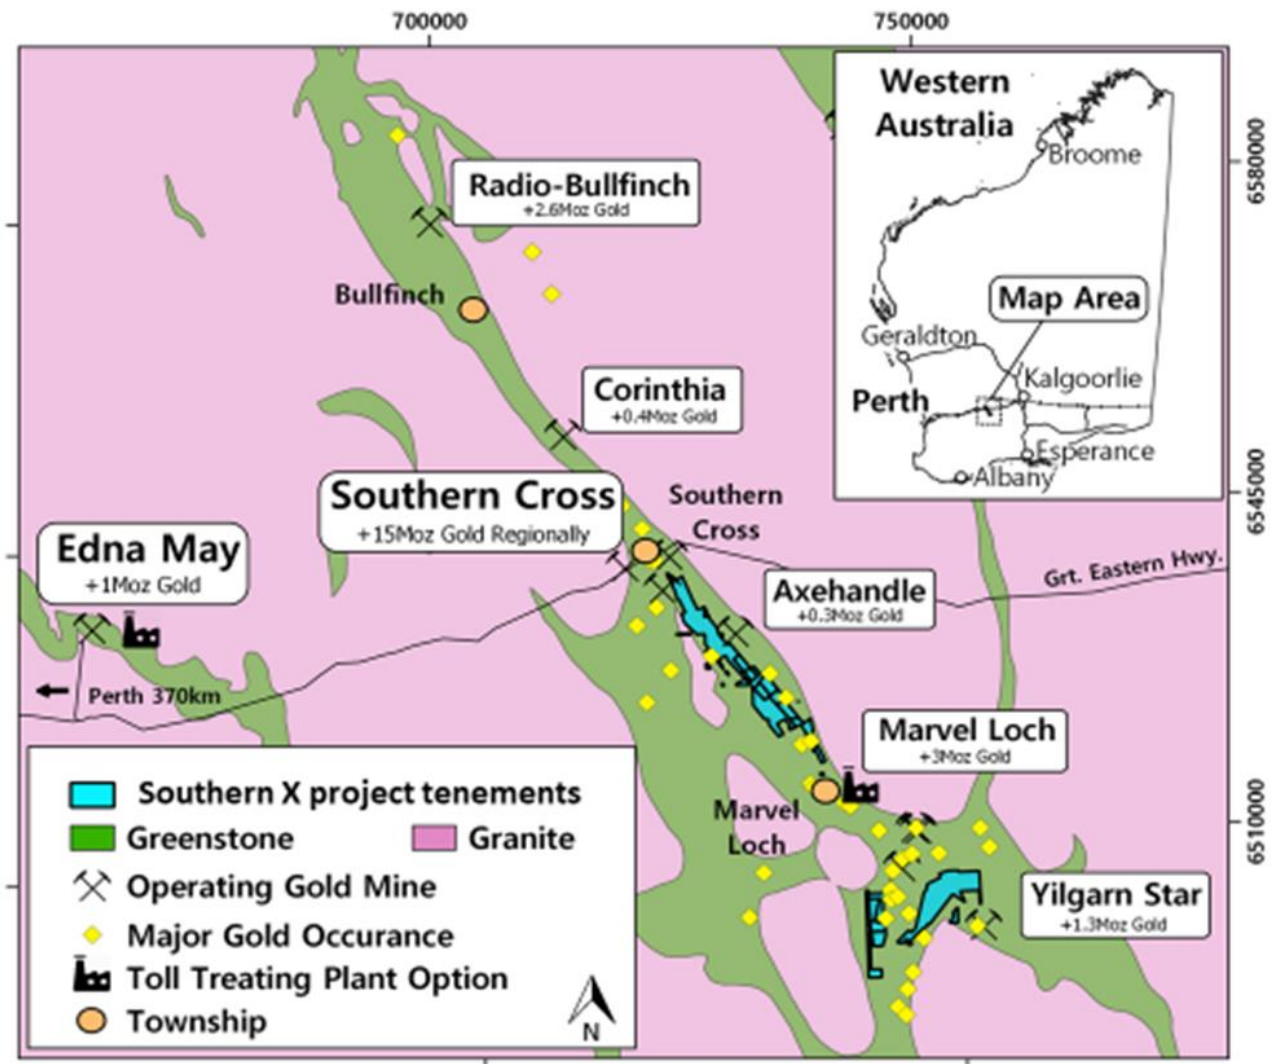 700000
750000
6580000
6545000
6510000
Western
Australia
Broome
Map Area
Geraldton
Kalgoorlie
Perth
Esperance
Albany
Radio-Bullfinch
+2.6Moz Gold
Bullfinch
Corinthia
+0.4Moz Gold
Southern Cross
+15Moz Gold Regionally
Southern
Cross
Edna May
+1Moz Gold
Axehandle
+0.3Moz Gold
Grt. Eastern Hwy.
Perth 370km
Marvel Loch
+3Moz Gold
Marvel
Loch
Yilgarn Star
+1.3Moz Gold
Southern X project tenements
Greenstone
Granite
Operating Gold Mine
Major Gold Occurance
Toll Treating Plant Option
Township
N